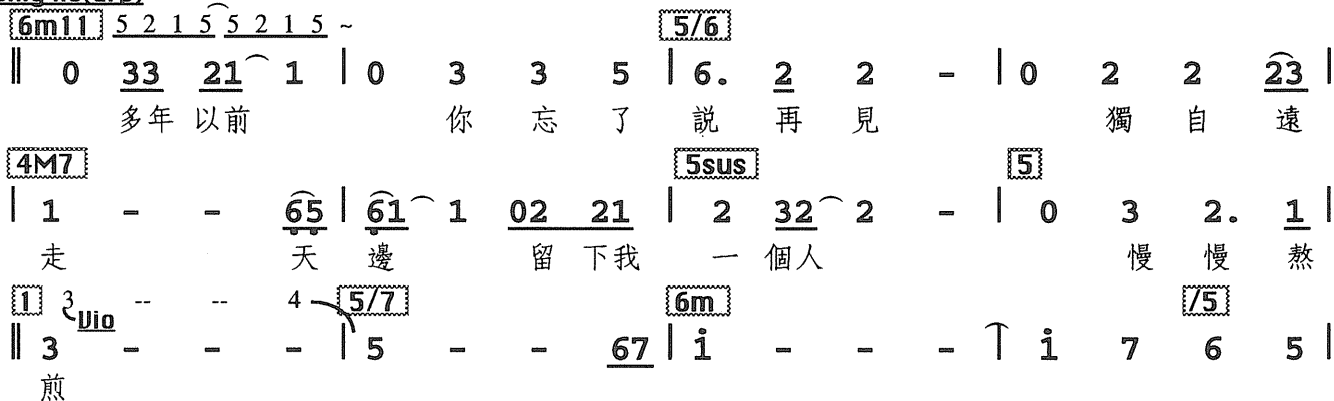 6m11 5 2 1 5 5 2 1 5 ~ 5/6
‖ 0 33 21 1 | 0 3 3 5 | 6. 2 2 - | 0 2 2 23 |
多年 以前 你 忘 了 說 再 見 獨 自 遠
4M7 5sus 5
| 1 - - 65 | 61 1 02 21 | 2 32 2 - | 0 3 2. 1 |
走 天 邊 留 下我 一 個人 慢 慢 熬
1 3 -- -- 4 5/7 6m /5
Vio
‖ 3 - - - | 5 - - 67 | i - - - | i 7 6 5 |
煎